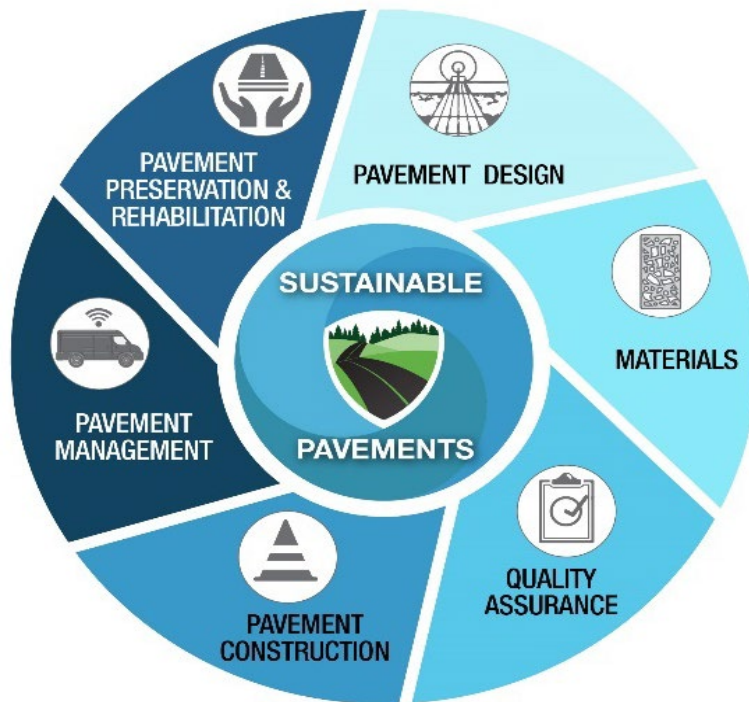 PAVEMENT
PRESERVATION &
REHABILITATION
PAVEMENT DESIGN
SUSTAINABLE
PAVEMENTS
MATERIALS
PAVEMENT
MANAGEMENT
QUALITY
ASSURANCE
PAVEMENT
CONSTRUCTION